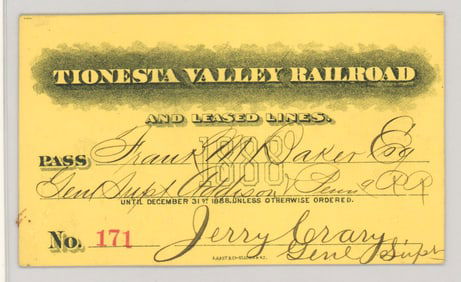 TIONESTA VALLEY RAILROAD
AND LEASED LINES.
1888
PASS Frank M Baker Esq
Genl Supt Addison & Penna RR
UNTIL DECEMBER 31ST 1888, UNLESS OTHERWISE ORDERED.
No. 171 Jerry Crary
Genl Supt